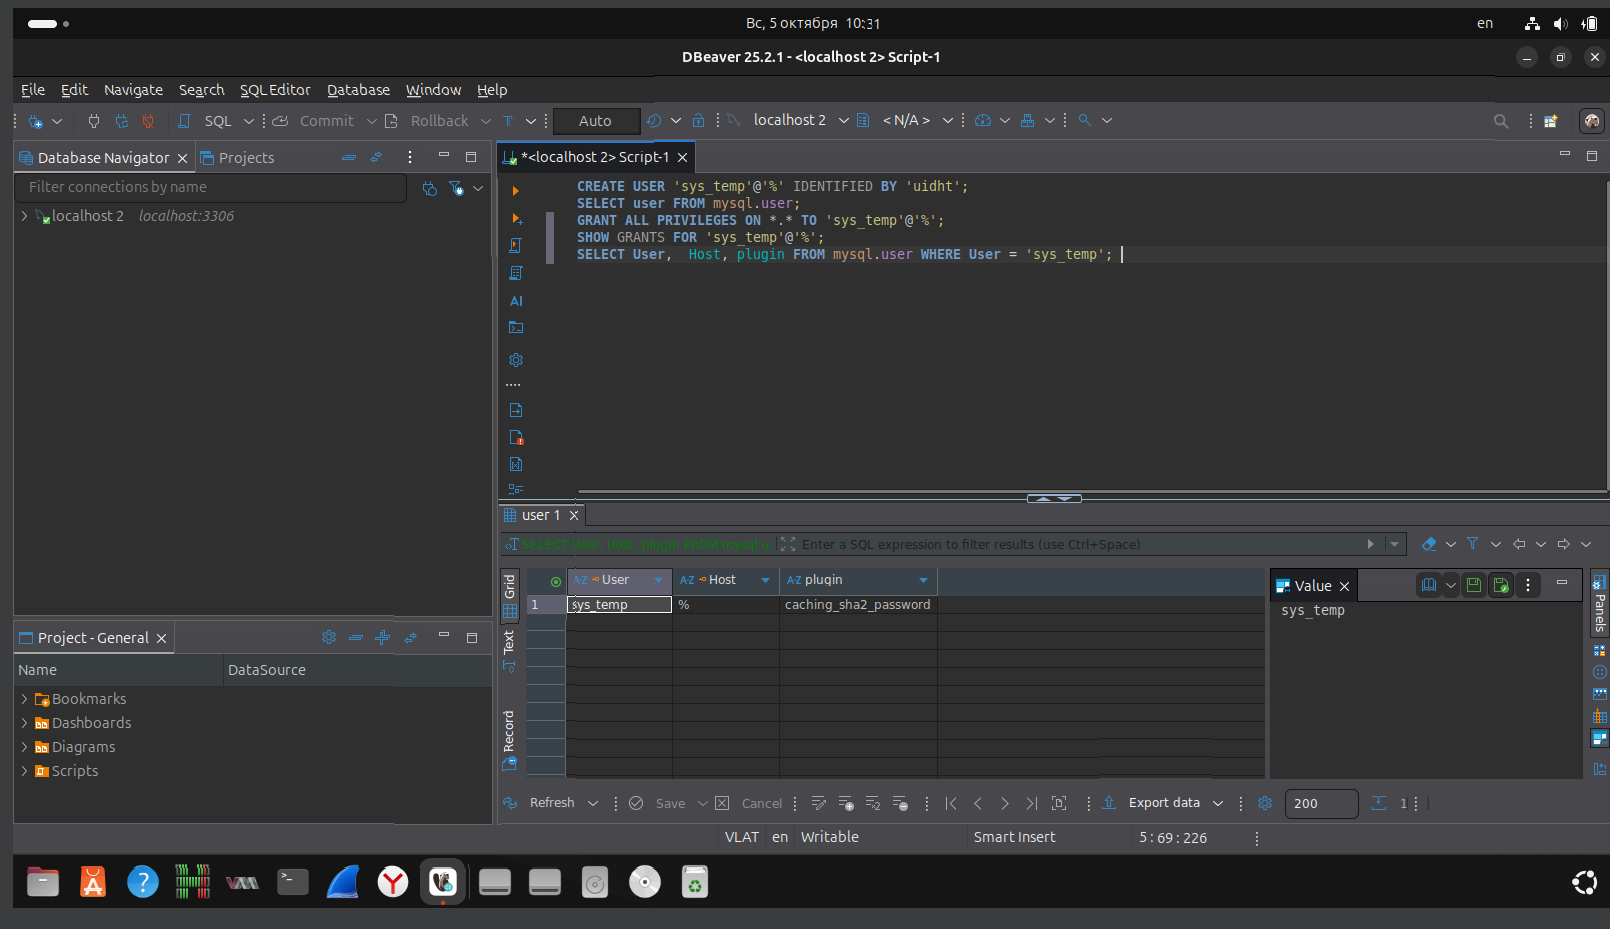 Вс, 5 октября 10:31
en
DBeaver 25.2.1 - <localhost 2> Script-1
File Edit Navigate Search SQL Editor Database Window Help
SQL Commit Rollback T Auto localhost 2 < N/A >
Database Navigator Projects
*<localhost 2> Script-1
Filter connections by name
localhost 2 localhost:3306
CREATE USER 'sys_temp'@'%' IDENTIFIED BY 'uidht';
SELECT user FROM mysql.user;
GRANT ALL PRIVILEGES ON *.* TO 'sys_temp'@'%';
SHOW GRANTS FOR 'sys_temp'@'%';
SELECT User, Host, plugin FROM mysql.user WHERE User = 'sys_temp';
AI
user 1
SELECT User, Host, plugin FROM mysql.u
Enter a SQL expression to filter results (use Ctrl+Space)
Grid
Text
Record
A-Z User A-Z Host A-Z plugin
1 sys_temp % caching_sha2_password
Value
sys_temp
Panels
Project - General
Name DataSource
Bookmarks
Dashboards
Diagrams
Scripts
Refresh Save Cancel Export data 200 1
VLAT en Writable Smart Insert 5 : 69 : 226